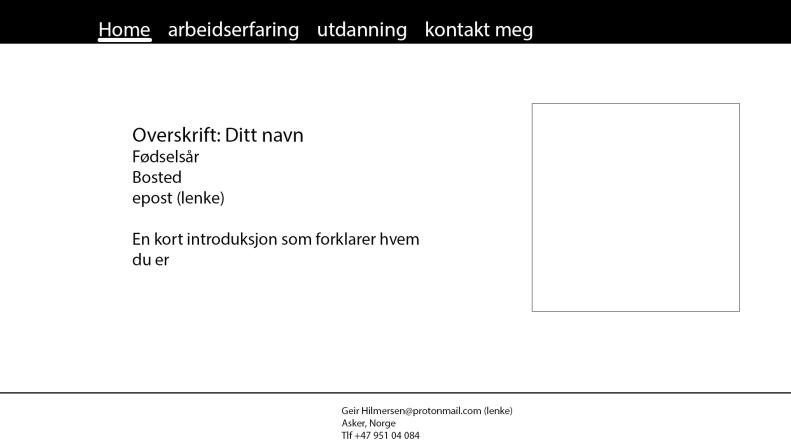 Home arbeidserfaring utdanning kontakt meg
Overskrift: Ditt navn
Fødselsår
Bosted
epost (lenke)
En kort introduksjon som forklarer hvem
du er
Geir Hilmersen@protonmail.com (lenke)
Asker, Norge
Tlf +47 951 04 084